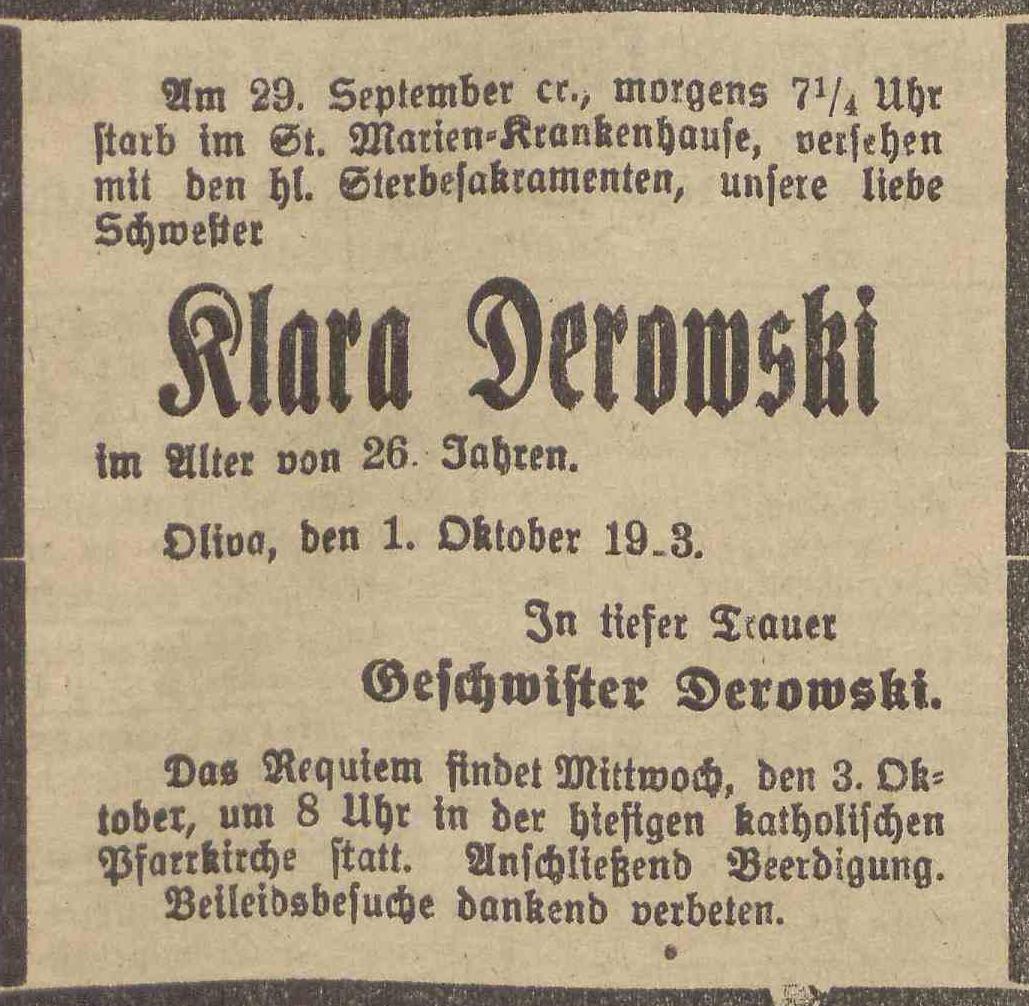 Am 29. September cr., morgens 7¼ Uhr
starb im St. Marien-Krankenhause, versehen
mit den hl. Sterbesakramenten, unsere liebe
Schwester
Klara Derowski
im Alter von 26. Jahren.
Oliva, den 1. Oktober 19_3.
In tiefer Trauer
Geschwister Derowski.
Das Requiem findet Mittwoch, den 3. Ok-
tober, um 8 Uhr in der hiesigen katholischen
Pfarrkirche statt. Anschließend Beerdigung.
Beileidsbesuche dankend verbeten.